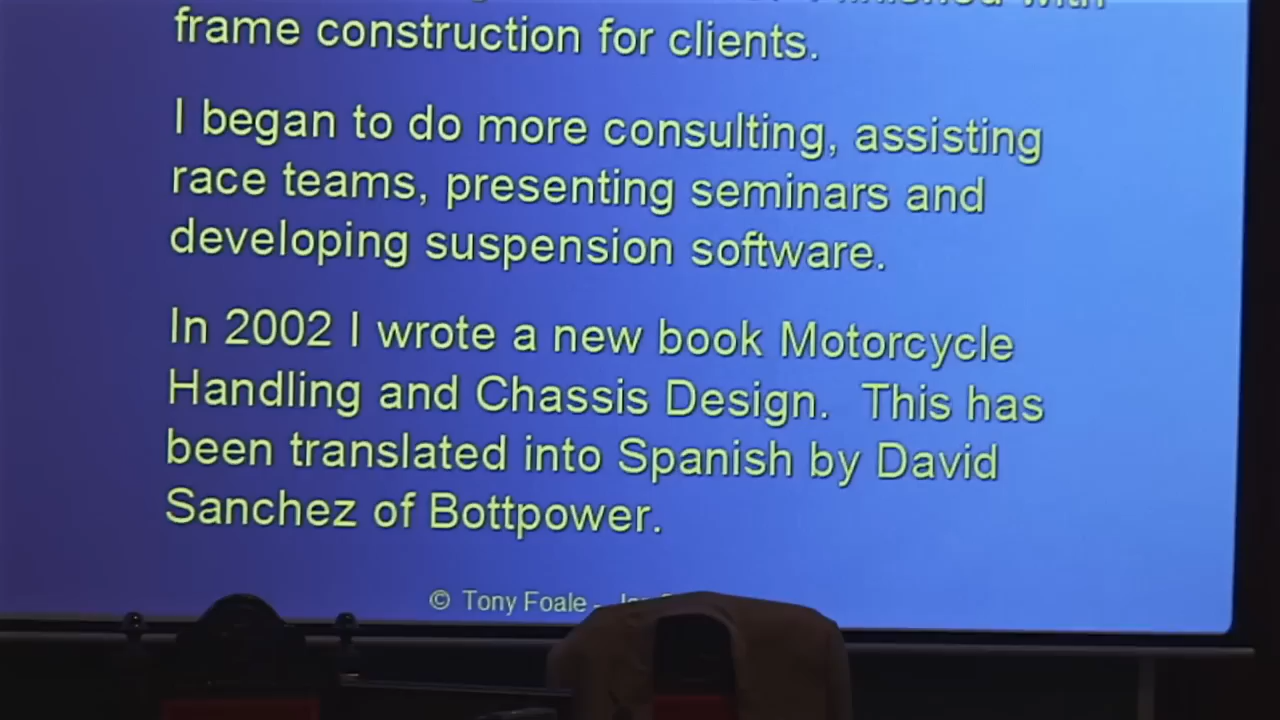 finished with
frame construction for clients.
I began to do more consulting, assisting
race teams, presenting seminars and
developing suspension software.
In 2002 I wrote a new book Motorcycle
Handling and Chassis Design. This has
been translated into Spanish by David
Sanchez of Bottpower.
© Tony Foale -